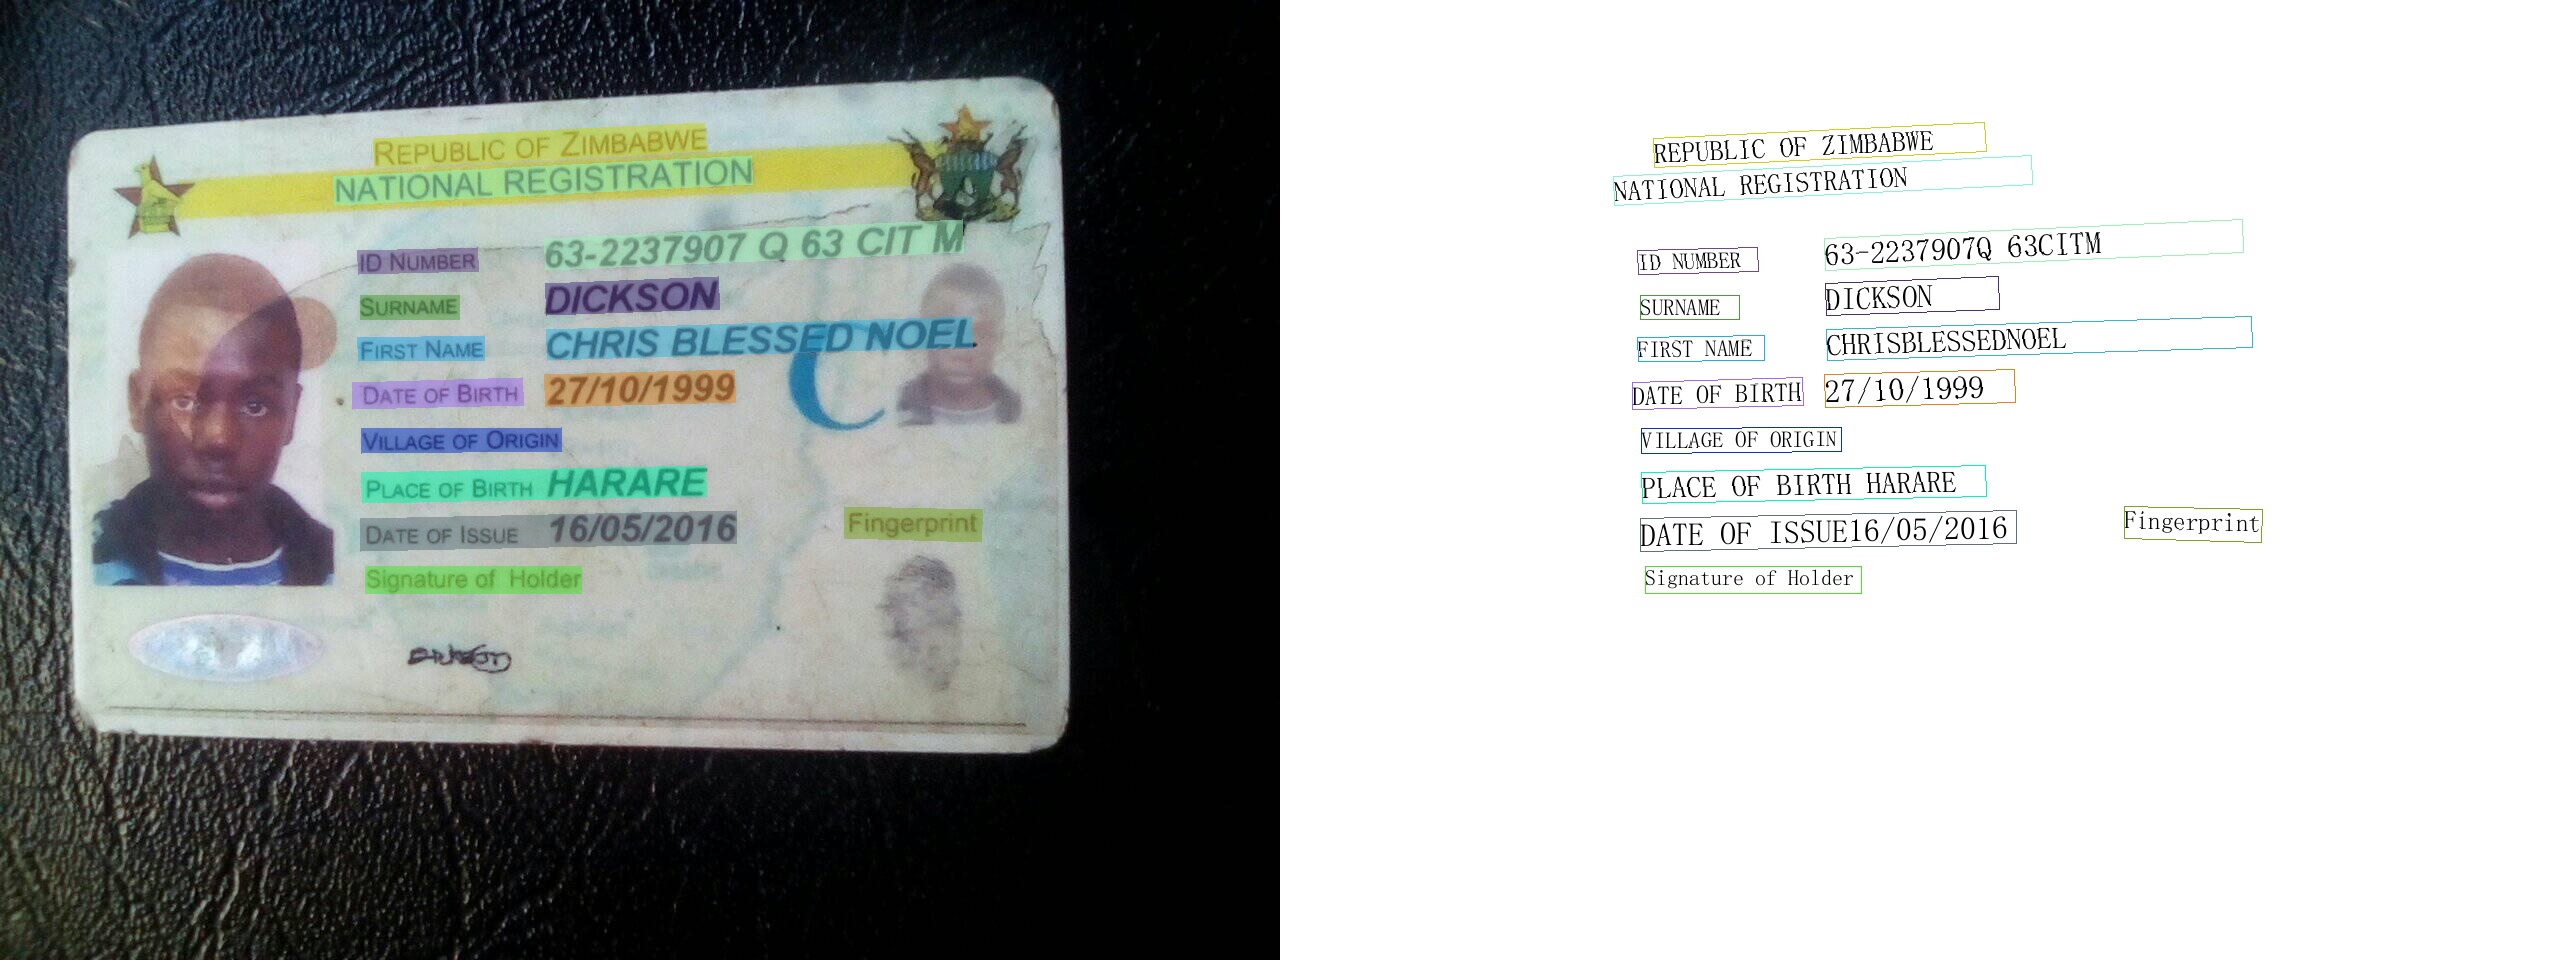 REPUBLIC OF ZIMBABWE
NATIONAL REGISTRATION
ID NUMBER 63-2237907 Q 63 CIT M
SURNAME DICKSON
FIRST NAME CHRIS BLESSED NOEL
DATE OF BIRTH 27/10/1999
VILLAGE OF ORIGIN
PLACE OF BIRTH HARARE
DATE OF ISSUE 16/05/2016
Fingerprint
Signature of Holder
C
REPUBLIC OF ZIMBABWE
NATIONAL REGISTRATION
ID NUMBER 63-2237907Q 63CITM
SURNAME DICKSON
FIRST NAME CHRISBLESSEDNOEL
DATE OF BIRTH 27/10/1999
VILLAGE OF ORIGIN
PLACE OF BIRTH HARARE
DATE OF ISSUE16/05/2016
Fingerprint
Signature of Holder